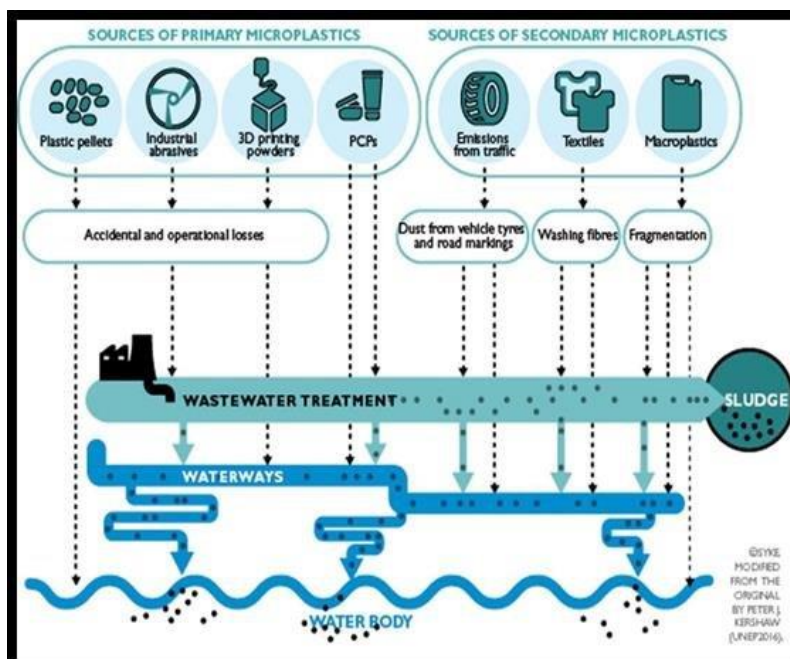 SOURCES OF PRIMARY MICROPLASTICS
SOURCES OF SECONDARY MICROPLASTICS
Plastic pellets
Industrial
abrasives
3D printing
powders
PCPs
Emissions
from traffic
Textiles
Macroplastics
Accidental and operational losses
Dust from vehicle tyres
and road markings
Washing fibres
Fragmentation
WASTEWATER TREATMENT
SLUDGE
WATERWAYS
WATER BODY
©SYKE
MODIFIED
FROM THE
ORIGINAL
BY PETER J.
KERSHAW
(UNEP2016).